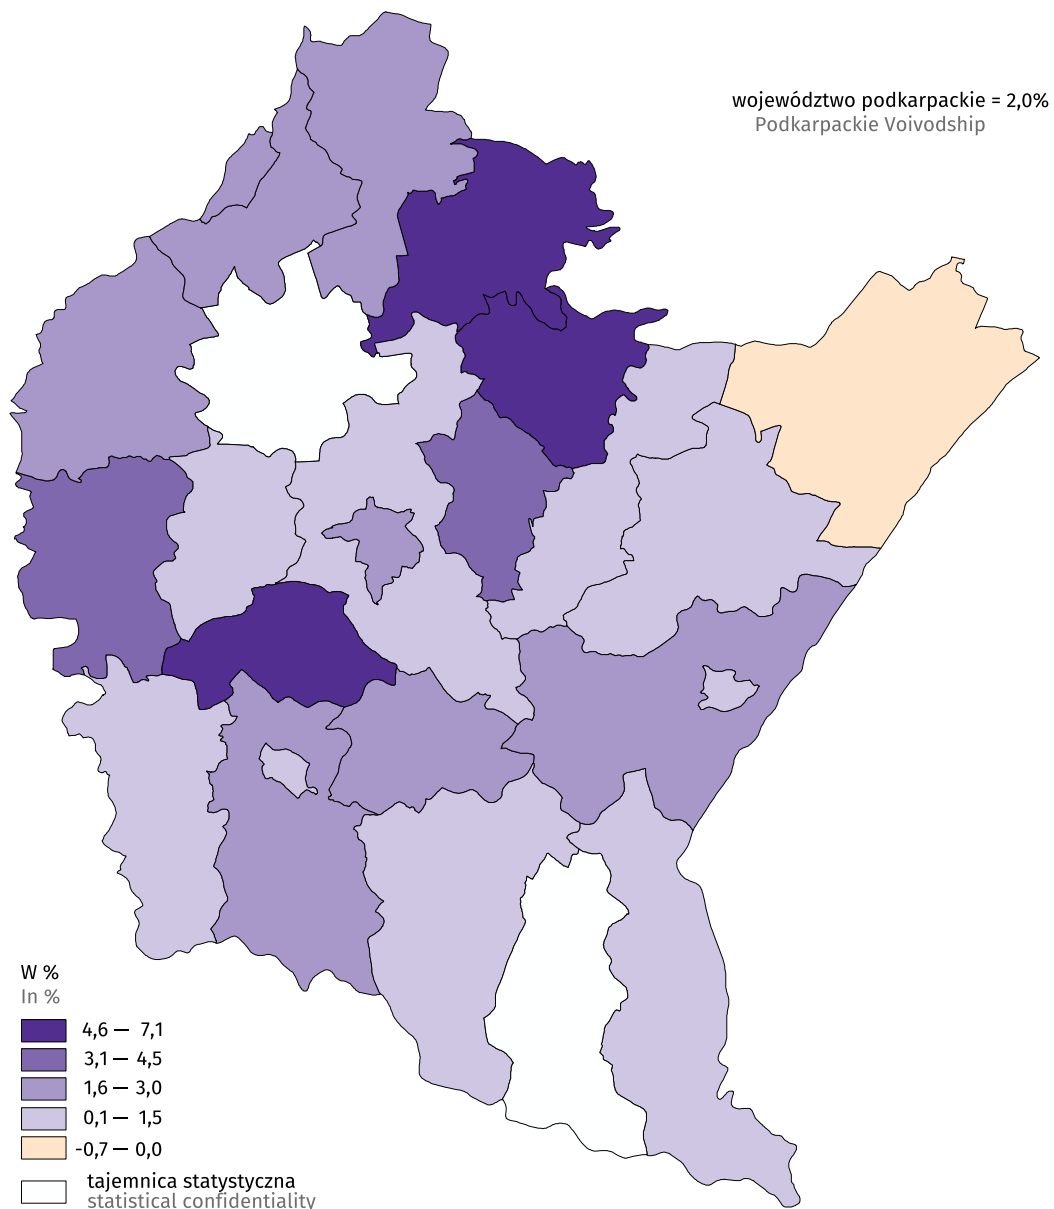 województwo podkarpackie = 2,0%
Podkarpackie Voivodship
W %
In %
4,6 — 7,1
3,1 — 4,5
1,6 — 3,0
0,1 — 1,5
-0,7 — 0,0
tajemnica statystyczna
statistical confidentiality